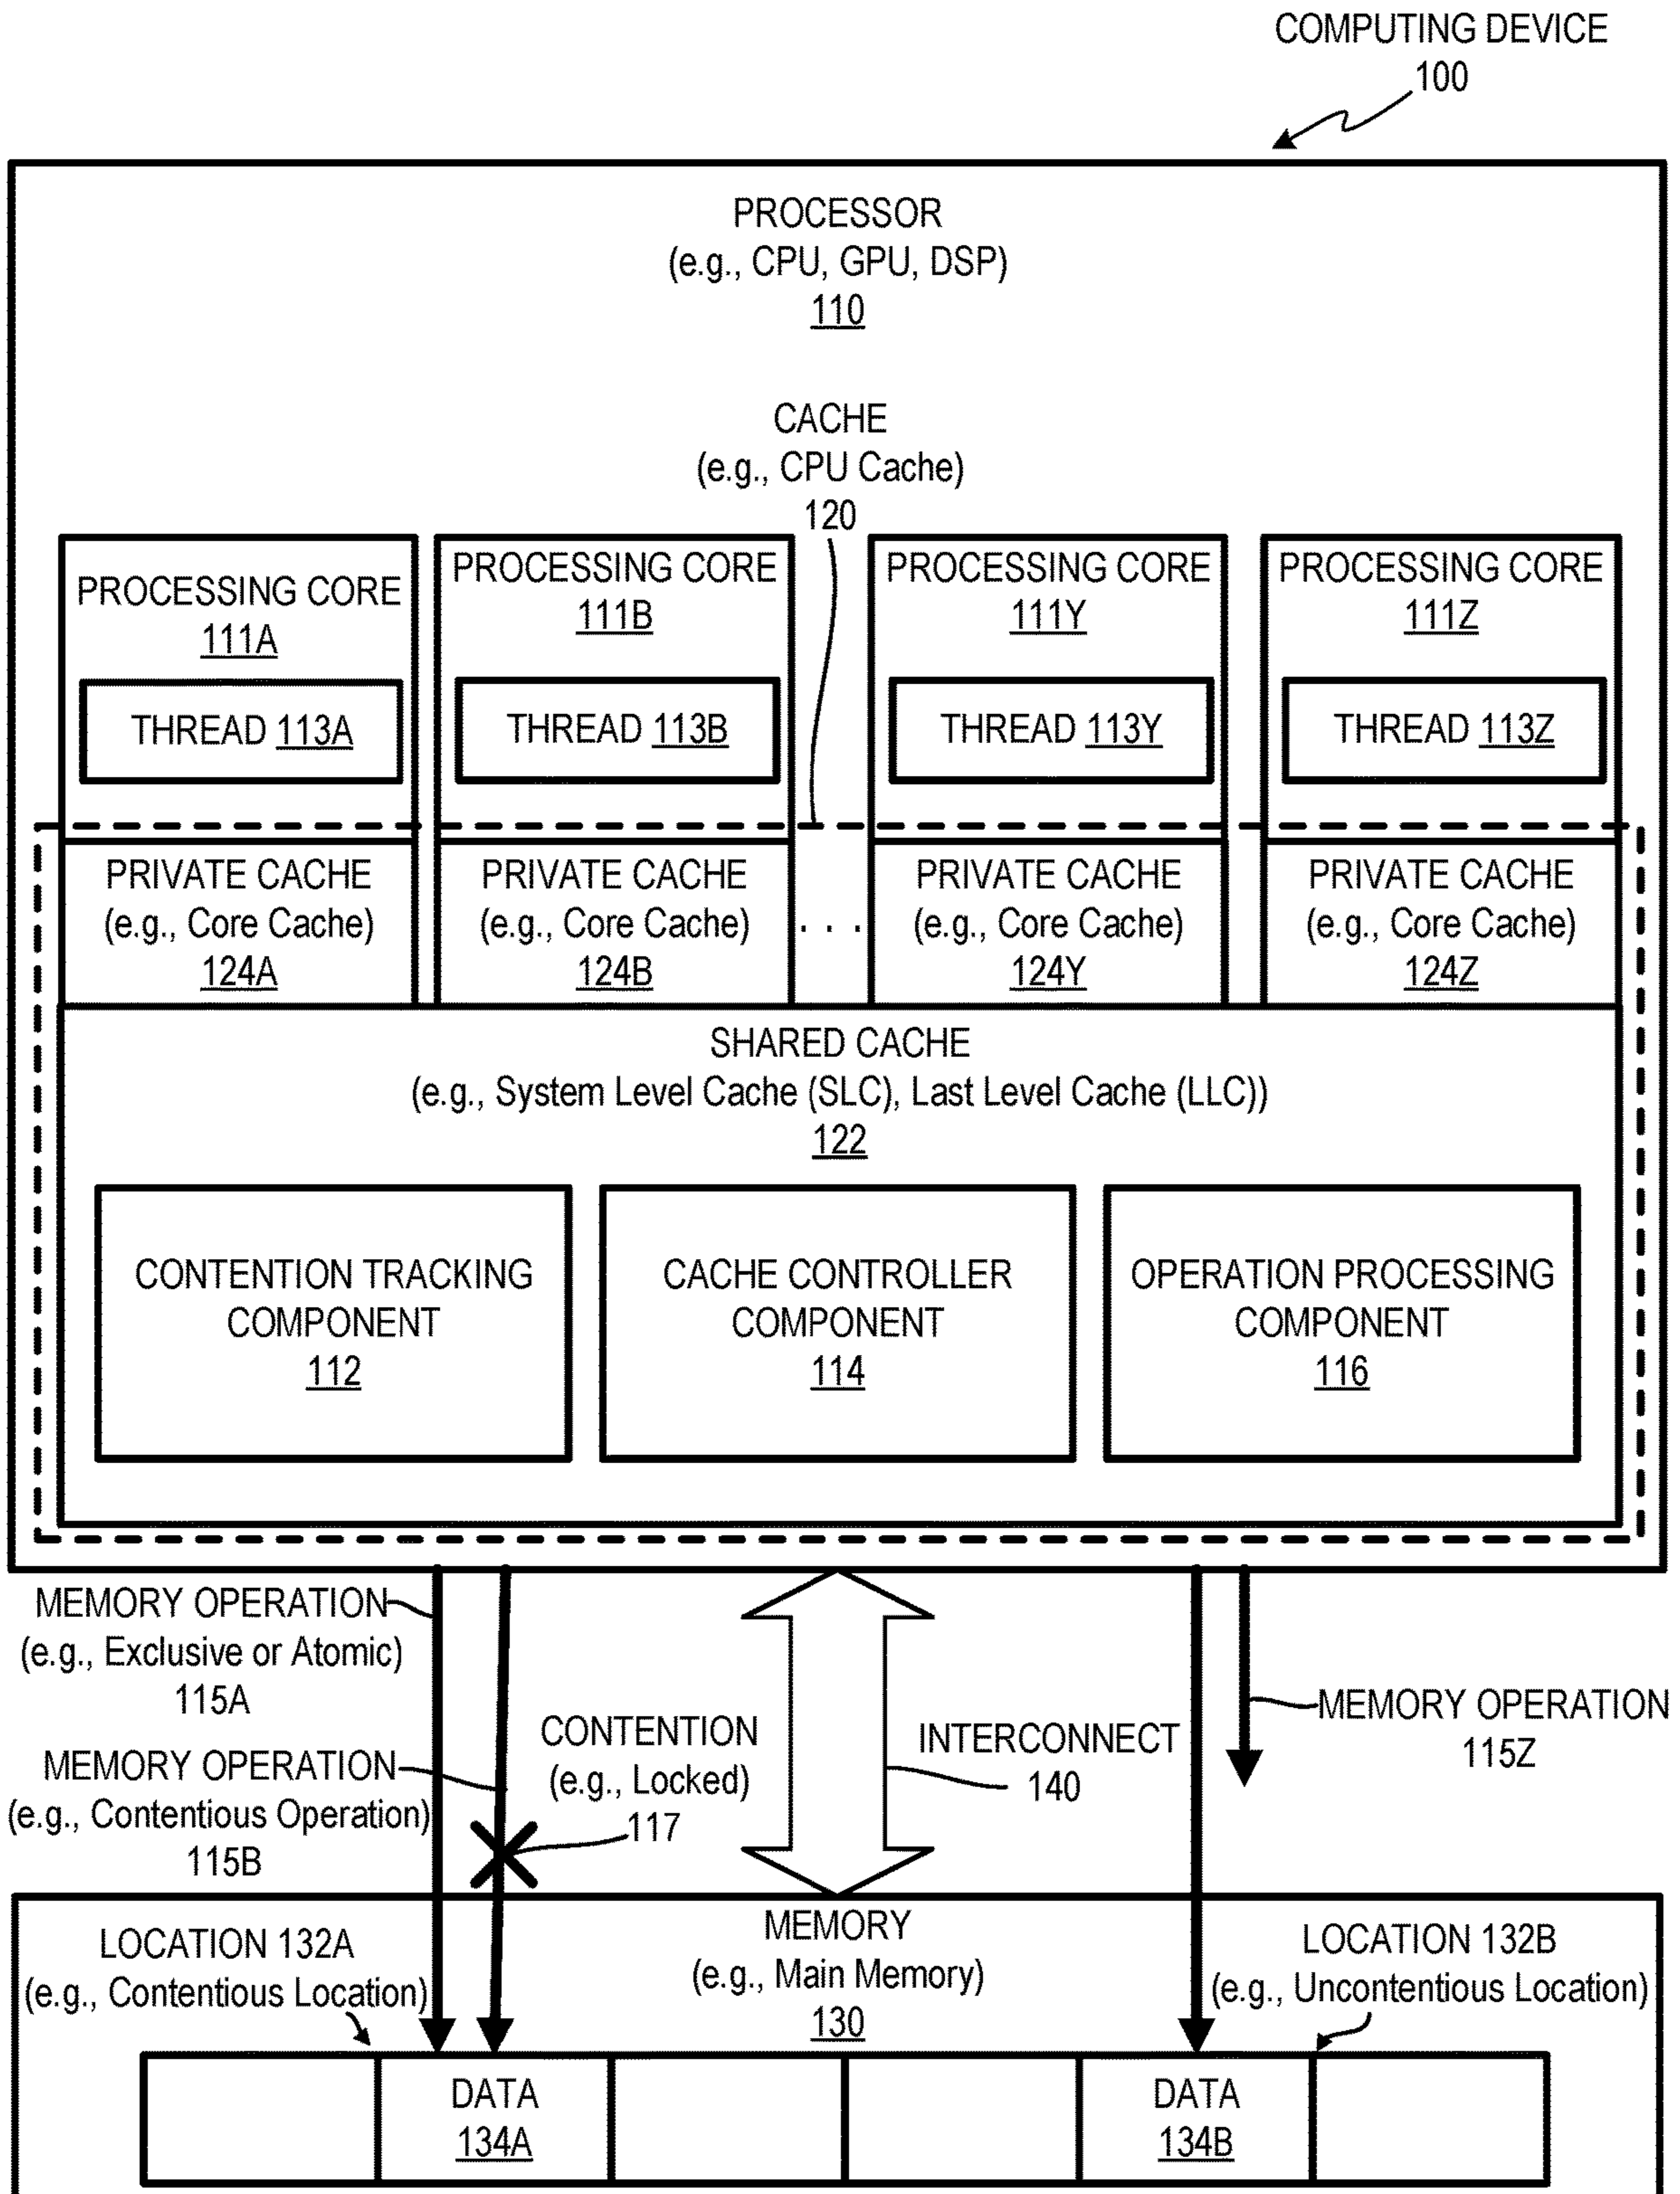 COMPUTING DEVICE
100
PROCESSOR
(e.g., CPU, GPU, DSP)
110
CACHE
(e.g., CPU Cache)
120
PROCESSING CORE
111A
THREAD 113A
PROCESSING CORE
111B
THREAD 113B
PROCESSING CORE
111Y
THREAD 113Y
PROCESSING CORE
111Z
THREAD 113Z
PRIVATE CACHE
(e.g., Core Cache)
124A
PRIVATE CACHE
(e.g., Core Cache)
124B
. . .
PRIVATE CACHE
(e.g., Core Cache)
124Y
PRIVATE CACHE
(e.g., Core Cache)
124Z
SHARED CACHE
(e.g., System Level Cache (SLC), Last Level Cache (LLC))
122
CONTENTION TRACKING
COMPONENT
112
CACHE CONTROLLER
COMPONENT
114
OPERATION PROCESSING
COMPONENT
116
MEMORY OPERATION
(e.g., Exclusive or Atomic)
115A
MEMORY OPERATION
(e.g., Contentious Operation)
115B
CONTENTION
(e.g., Locked)
117
INTERCONNECT
140
MEMORY OPERATION
115Z
LOCATION 132A
(e.g., Contentious Location)
MEMORY
(e.g., Main Memory)
130
LOCATION 132B
(e.g., Uncontentious Location)
DATA
134A
DATA
134B